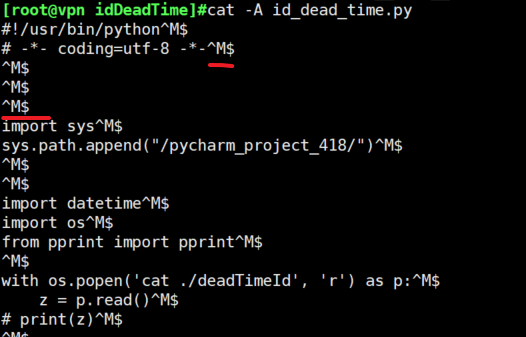 [root@vpn idDeadTime]#cat -A id_dead_time.py
#!/usr/bin/python^M$
# -*- coding=utf-8 -*-^M$
^M$
^M$
^M$
import sys^M$
sys.path.append("/pycharm_project_418/")^M$
^M$
^M$
import datetime^M$
import os^M$
from pprint import pprint^M$
^M$
with os.popen('cat ./deadTimeId', 'r') as p:^M$
    z = p.read()^M$
# print(z)^M$
^M$